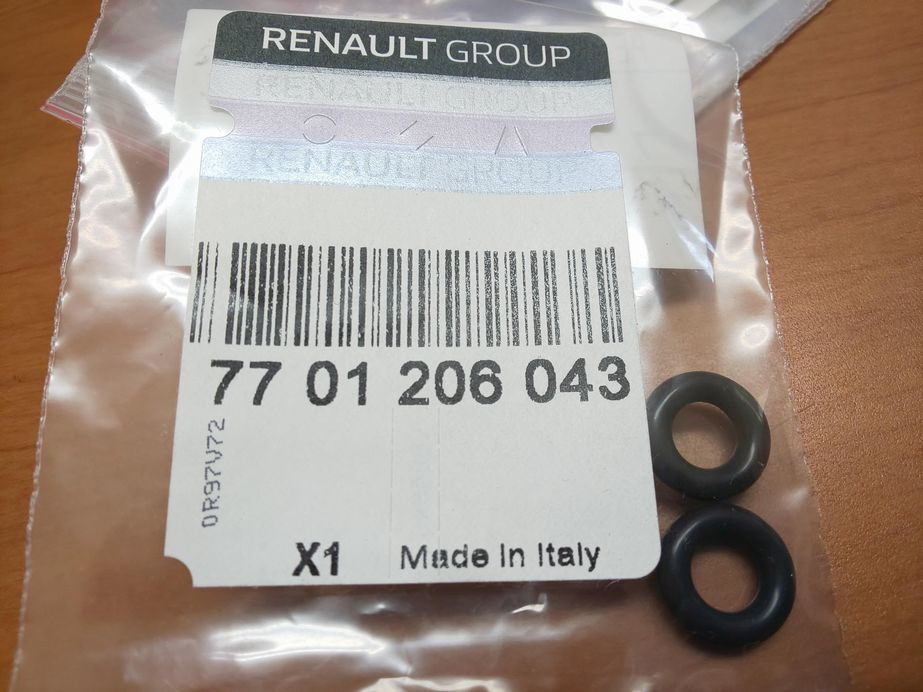 RENAULT GROUP
RENAULT GROUP
RENAULT GROUP
77 01 206 043
0R97V72
X1 Made In Italy